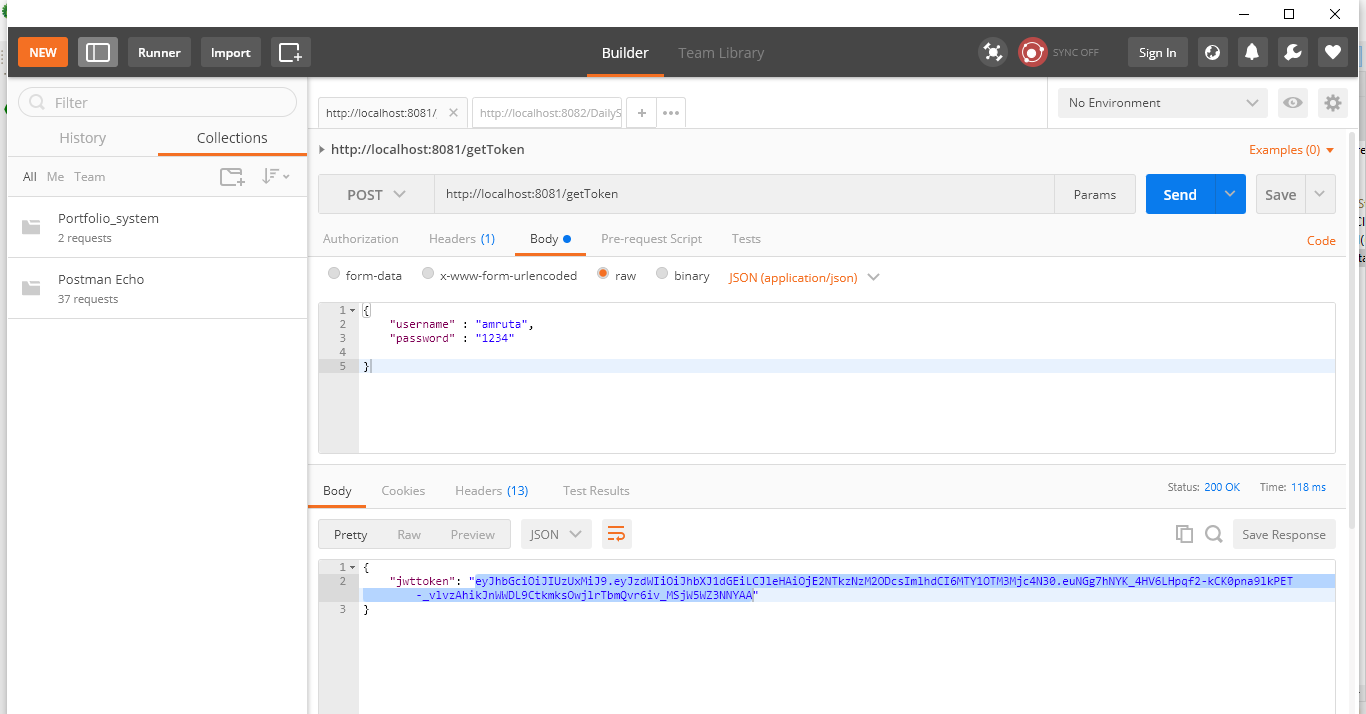 NEW Runner Import Builder Team Library SYNC OFF Sign In
Filter
History Collections
All Me Team
Portfolio_system
2 requests
Postman Echo
37 requests
http://localhost:8081/ http://localhost:8082/DailyS + ••• No Environment
http://localhost:8081/getToken Examples (0)
POST http://localhost:8081/getToken Params Send Save
Authorization Headers (1) Body Pre-request Script Tests Code
form-data x-www-form-urlencoded raw binary JSON (application/json)
1 {
2 "username" : "amruta",
3 "password" : "1234"
4
5 }
Body Cookies Headers (13) Test Results Status: 200 OK Time: 118 ms
Pretty Raw Preview JSON Save Response
1 {
2 "jwttoken": "eyJhbGciOiJIUzUxMiJ9.eyJzdWIiOiJhbXJ1dGEiLCJleHAiOjE2NTkzNzM2ODcsImlhdCI6MTY1OTM3Mjc4N30.euNGg7hNYK_4HV6LHpqf2-kCK0pna9lkPET
-_vlvzAhikJnWWDL9CtkmksOwjlrTbmQvr6iv_MSjW5WZ3NNYAA"
3 }